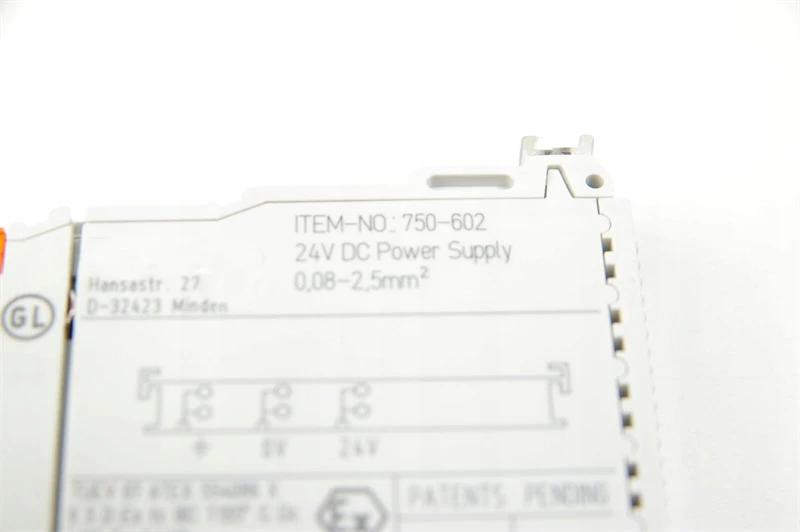 ITEM-NO.: 750-602
24V DC Power Supply
0,08-2,5mm²
Hansastr. 27
D-32423 Minden
GL
0V 24V
PATENTS PENDING
Ex